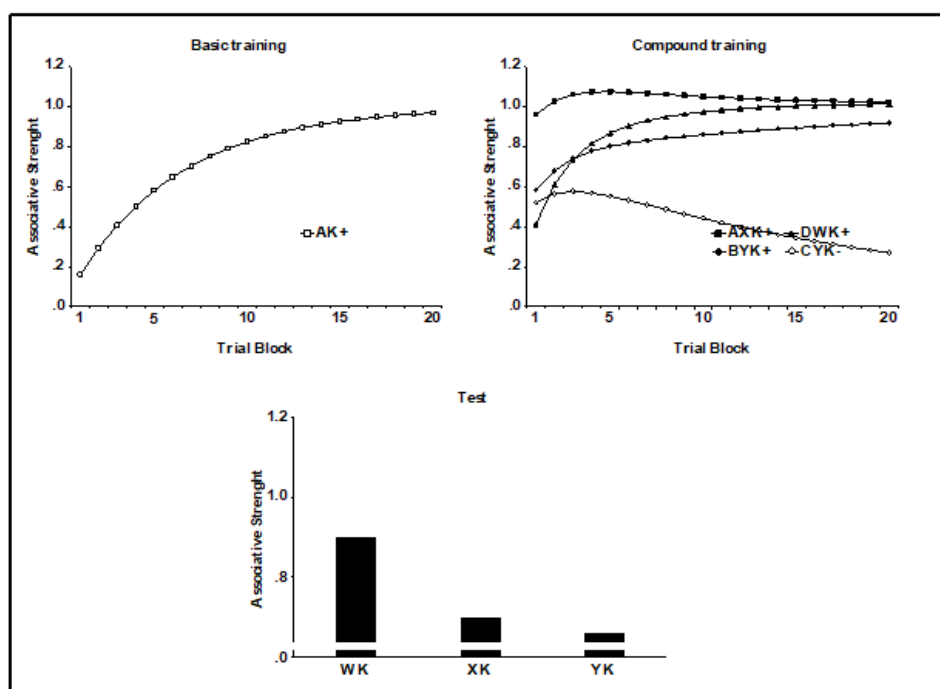 Basic training
Compound training
1.2
1.0
.8
.6
.4
.2
.0
Associative Strenght
AK+
1 5 10 15 20
Trial Block
1.2
1.0
.8
.6
.4
.2
.0
Associative Strenght
AXK+ DWK+
BYK+ CYK-
1 5 10 15 20
Trial Block
Test
1.2
1.0
.8
.0
Associative Strenght
WK XK YK